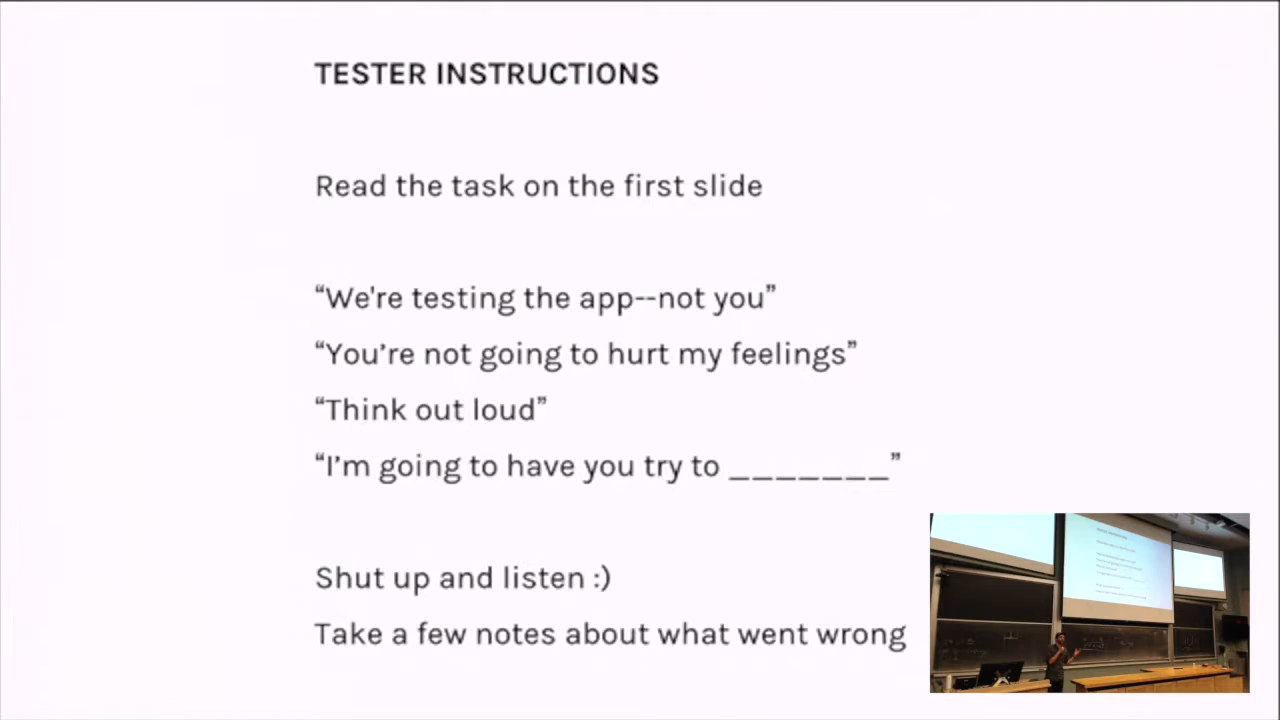 TESTER INSTRUCTIONS
Read the task on the first slide
“We're testing the app--not you”
“You’re not going to hurt my feelings”
“Think out loud”
“I’m going to have you try to _______”
Shut up and listen :)
Take a few notes about what went wrong